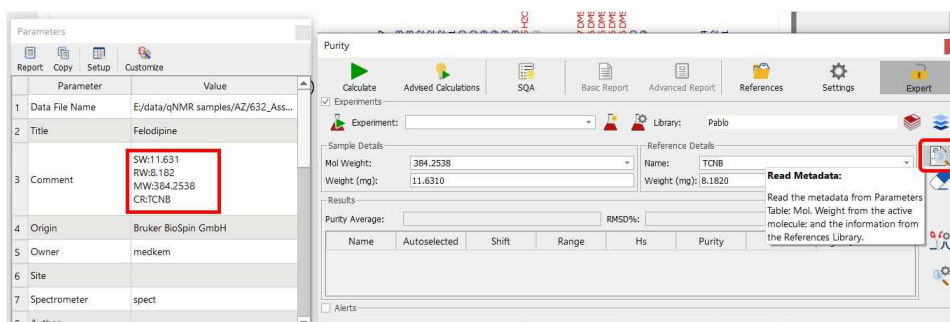 Parameters
Report Copy Setup Customize
Parameter Value
1 Data File Name E:/data/qNMR samples/AZ/632_Ass...
2 Title Felodipine
3 Comment
SW:11.631
RW:8.182
MW:384.2538
CR:TCNB
4 Origin Bruker BioSpin GmbH
5 Owner medkem
6 Site
7 Spectrometer spect
Purity
Calculate Advised Calculations SQA Basic Report Advanced Report References Settings Expert
Experiments
Experiment: Library: Pablo
Sample Details
Mol Weight: 384.2538
Weight (mg): 11.6310
Reference Details
Name: TCNB
Weight (mg): 8.1820
Read Metadata:
Read the metadata from Parameters
Table; Mol. Weight from the active
molecule; and the information from
the References Library.
Results
Purity Average: RMSD%:
Name Autoselected Shift Range Hs Purity
Alerts